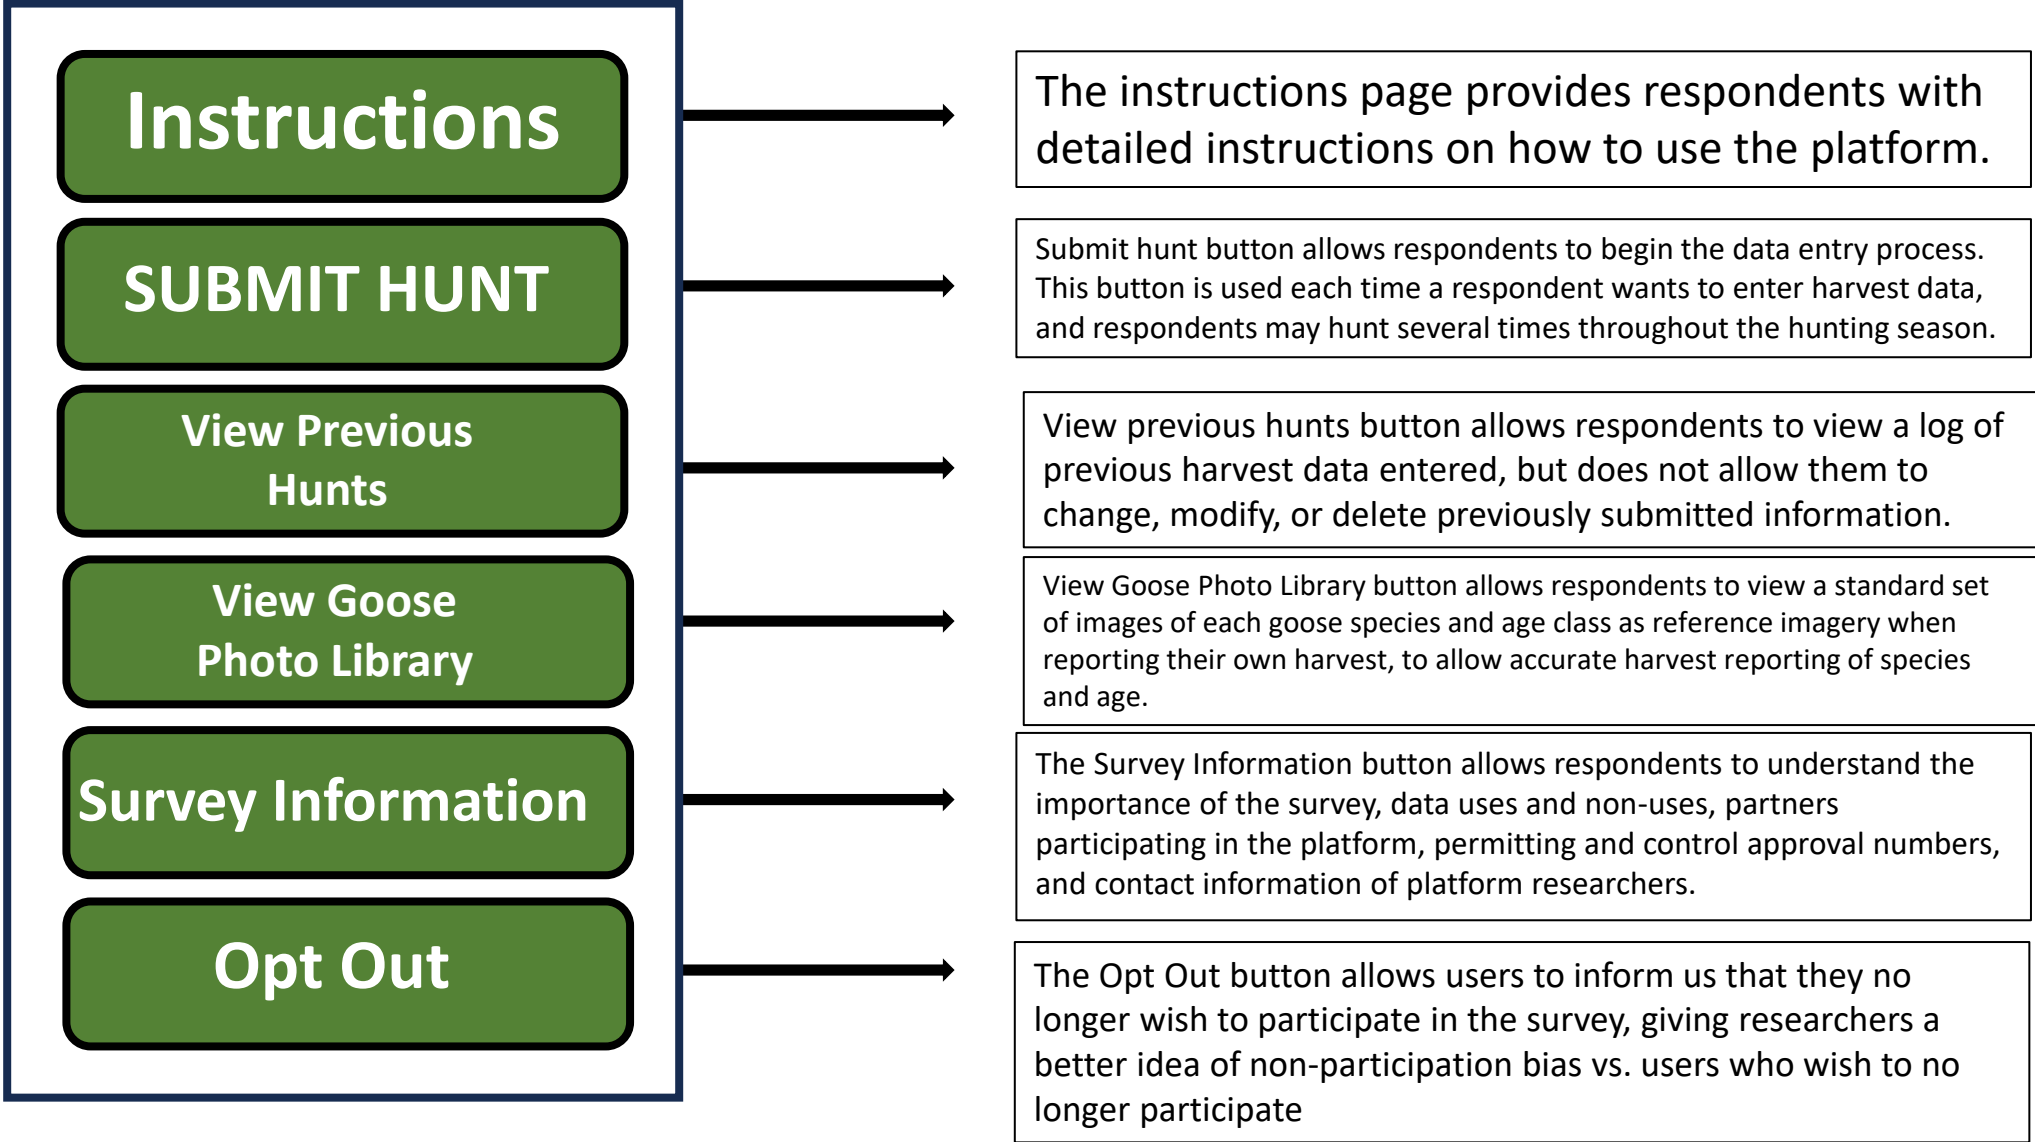 Instructions
The instructions page provides respondents with
detailed instructions on how to use the platform.
SUBMIT HUNT
Submit hunt button allows respondents to begin the data entry process.
This button is used each time a respondent wants to enter harvest data,
and respondents may hunt several times throughout the hunting season.
View Previous
Hunts
View previous hunts button allows respondents to view a log of
previous harvest data entered, but does not allow them to
change, modify, or delete previously submitted information.
View Goose
Photo Library
View Goose Photo Library button allows respondents to view a standard set
of images of each goose species and age class as reference imagery when
reporting their own harvest, to allow accurate harvest reporting of species
and age.
Survey Information
The Survey Information button allows respondents to understand the
importance of the survey, data uses and non-uses, partners
participating in the platform, permitting and control approval numbers,
and contact information of platform researchers.
Opt Out
The Opt Out button allows users to inform us that they no
longer wish to participate in the survey, giving researchers a
better idea of non-participation bias vs. users who wish to no
longer participate